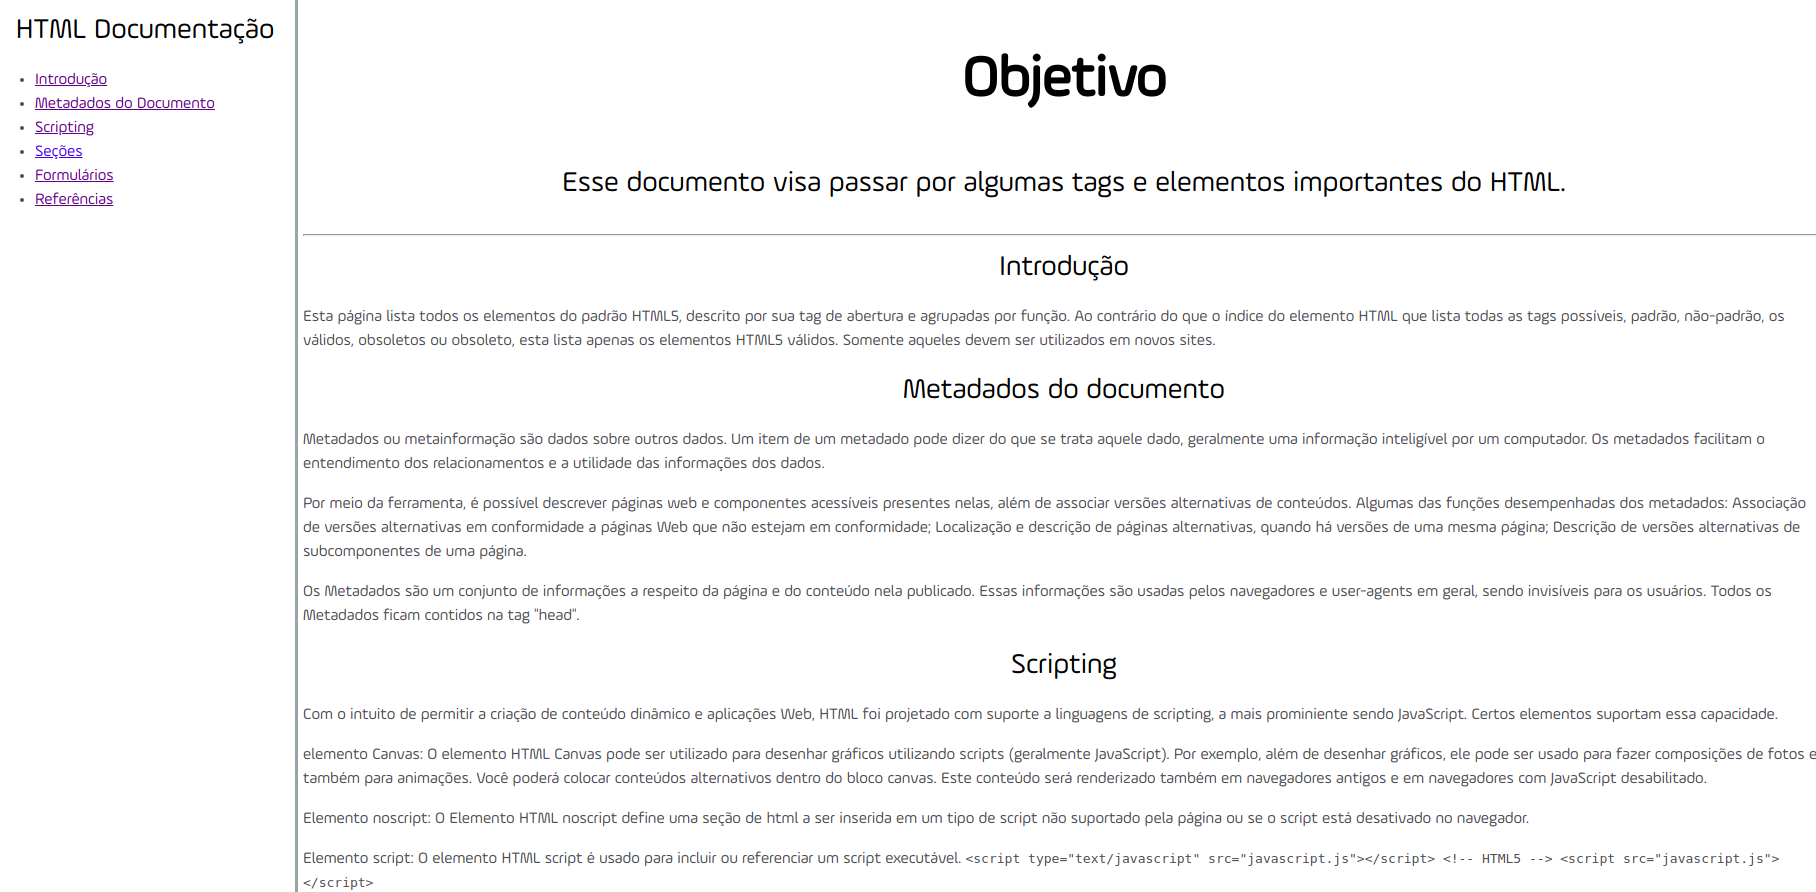 HTML Documentação
Introdução
Metadados do Documento
Scripting
Seções
Formulários
Referências
Objetivo
Esse documento visa passar por algumas tags e elementos importantes do HTML.
Introdução
Esta página lista todos os elementos do padrão HTML5, descrito por sua tag de abertura e agrupadas por função. Ao contrário do que o índice do elemento HTML que lista todas as tags possíveis, padrão, não-padrão, os
válidos, obsoletos ou obsoleto, esta lista apenas os elementos HTML5 válidos. Somente aqueles devem ser utilizados em novos sites.
Metadados do documento
Metadados ou metainformação são dados sobre outros dados. Um item de um metadado pode dizer do que se trata aquele dado, geralmente uma informação inteligível por um computador. Os metadados facilitam o
entendimento dos relacionamentos e a utilidade das informações dos dados.
Por meio da ferramenta, é possível descrever páginas web e componentes acessíveis presentes nelas, além de associar versões alternativas de conteúdos. Algumas das funções desempenhadas dos metadados: Associação
de versões alternativas em conformidade a páginas Web que não estejam em conformidade; Localização e descrição de páginas alternativas, quando há versões de uma mesma página; Descrição de versões alternativas de
subcomponentes de uma página.
Os Metadados são um conjunto de informações a respeito da página e do conteúdo nela publicado. Essas informações são usadas pelos navegadores e user-agents em geral, sendo invisíveis para os usuários. Todos os
Metadados ficam contidos na tag "head".
Scripting
Com o intuito de permitir a criação de conteúdo dinâmico e aplicações Web, HTML foi projetado com suporte a linguagens de scripting, a mais prominiente sendo JavaScript. Certos elementos suportam essa capacidade.
elemento Canvas: O elemento HTML Canvas pode ser utilizado para desenhar gráficos utilizando scripts (geralmente JavaScript). Por exemplo, além de desenhar gráficos, ele pode ser usado para fazer composições de fotos e
também para animações. Você poderá colocar conteúdos alternativos dentro do bloco canvas. Este conteúdo será renderizado também em navegadores antigos e em navegadores com JavaScript desabilitado.
Elemento noscript: O Elemento HTML noscript define uma seção de html a ser inserida em um tipo de script não suportado pela página ou se o script está desativado no navegador.
Elemento script: O elemento HTML script é usado para incluir ou referenciar um script executável. <script type="text/javascript" src="javascript.js"></script> <!-- HTML5 --> <script src="javascript.js">
</script>